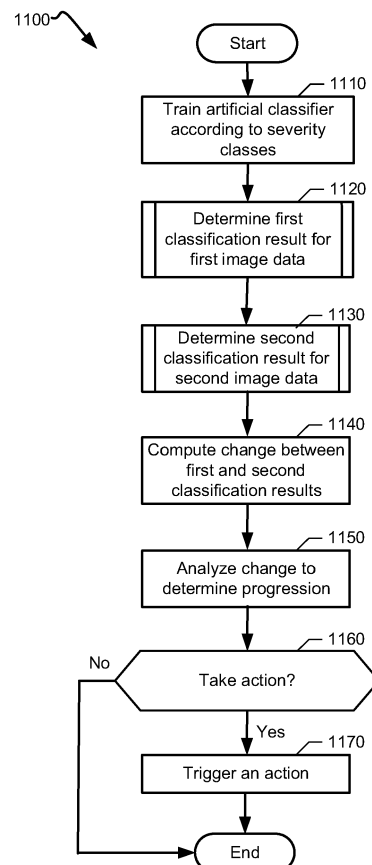 1100
Start
1110
Train artificial classifier
according to severity
classes
1120
Determine first
classification result for
first image data
1130
Determine second
classification result for
second image data
1140
Compute change between
first and second
classification results
1150
Analyze change to
determine progression
1160
No
Take action?
Yes
1170
Trigger an action
End